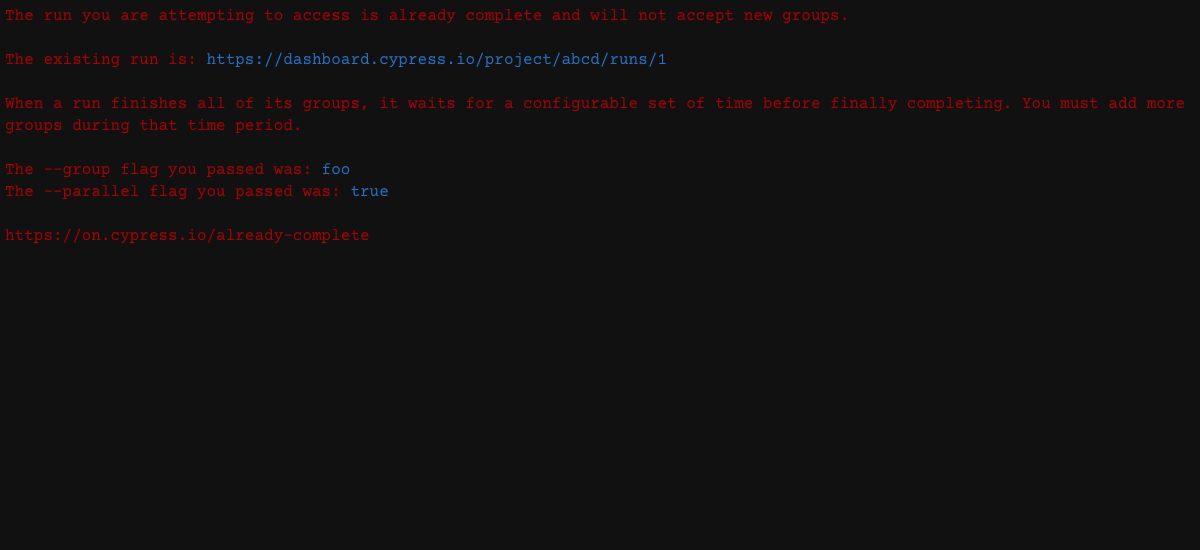 The run you are attempting to access is already complete and will not accept new groups.
The existing run is: https://dashboard.cypress.io/project/abcd/runs/1
When a run finishes all of its groups, it waits for a configurable set of time before finally completing. You must add more
groups during that time period.
The --group flag you passed was: foo
The --parallel flag you passed was: true
https://on.cypress.io/already-complete